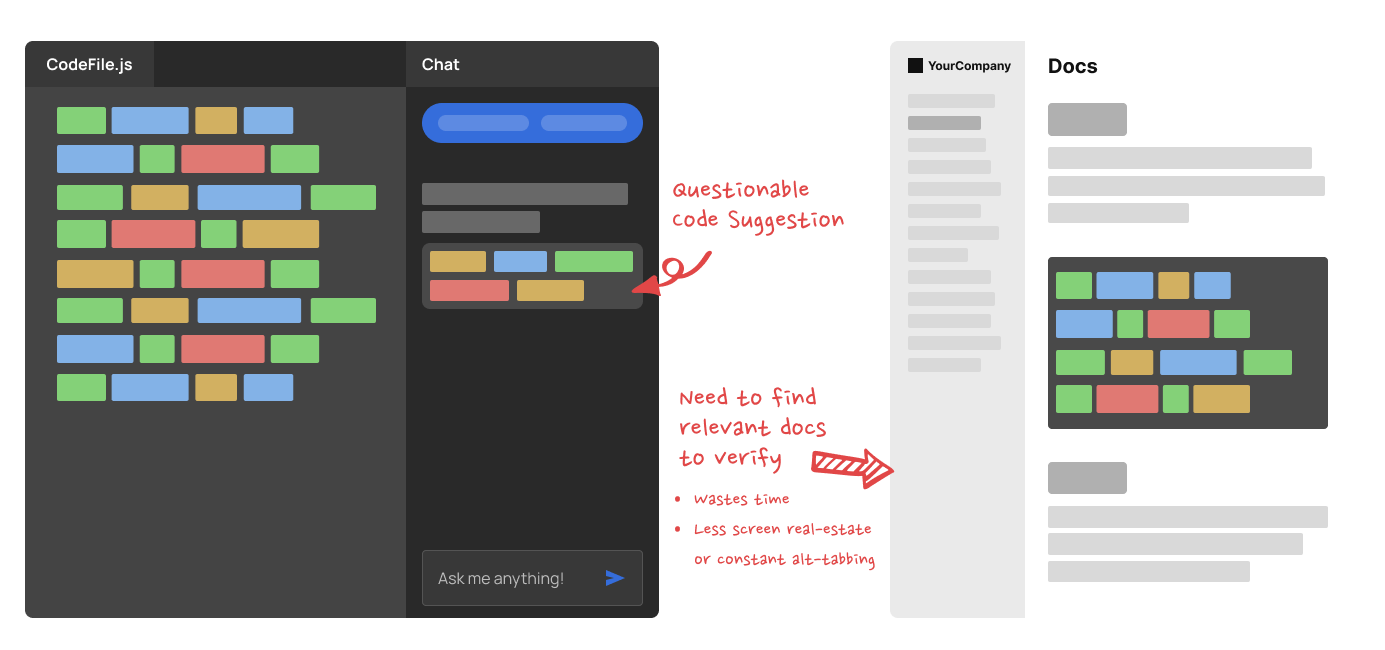 CodeFile.js
Chat
Ask me anything!
Questionable
code Suggestion
Need to find
relevant docs
to verify
• Wastes time
• Less screen real-estate
or constant alt-tabbing
YourCompany
Docs